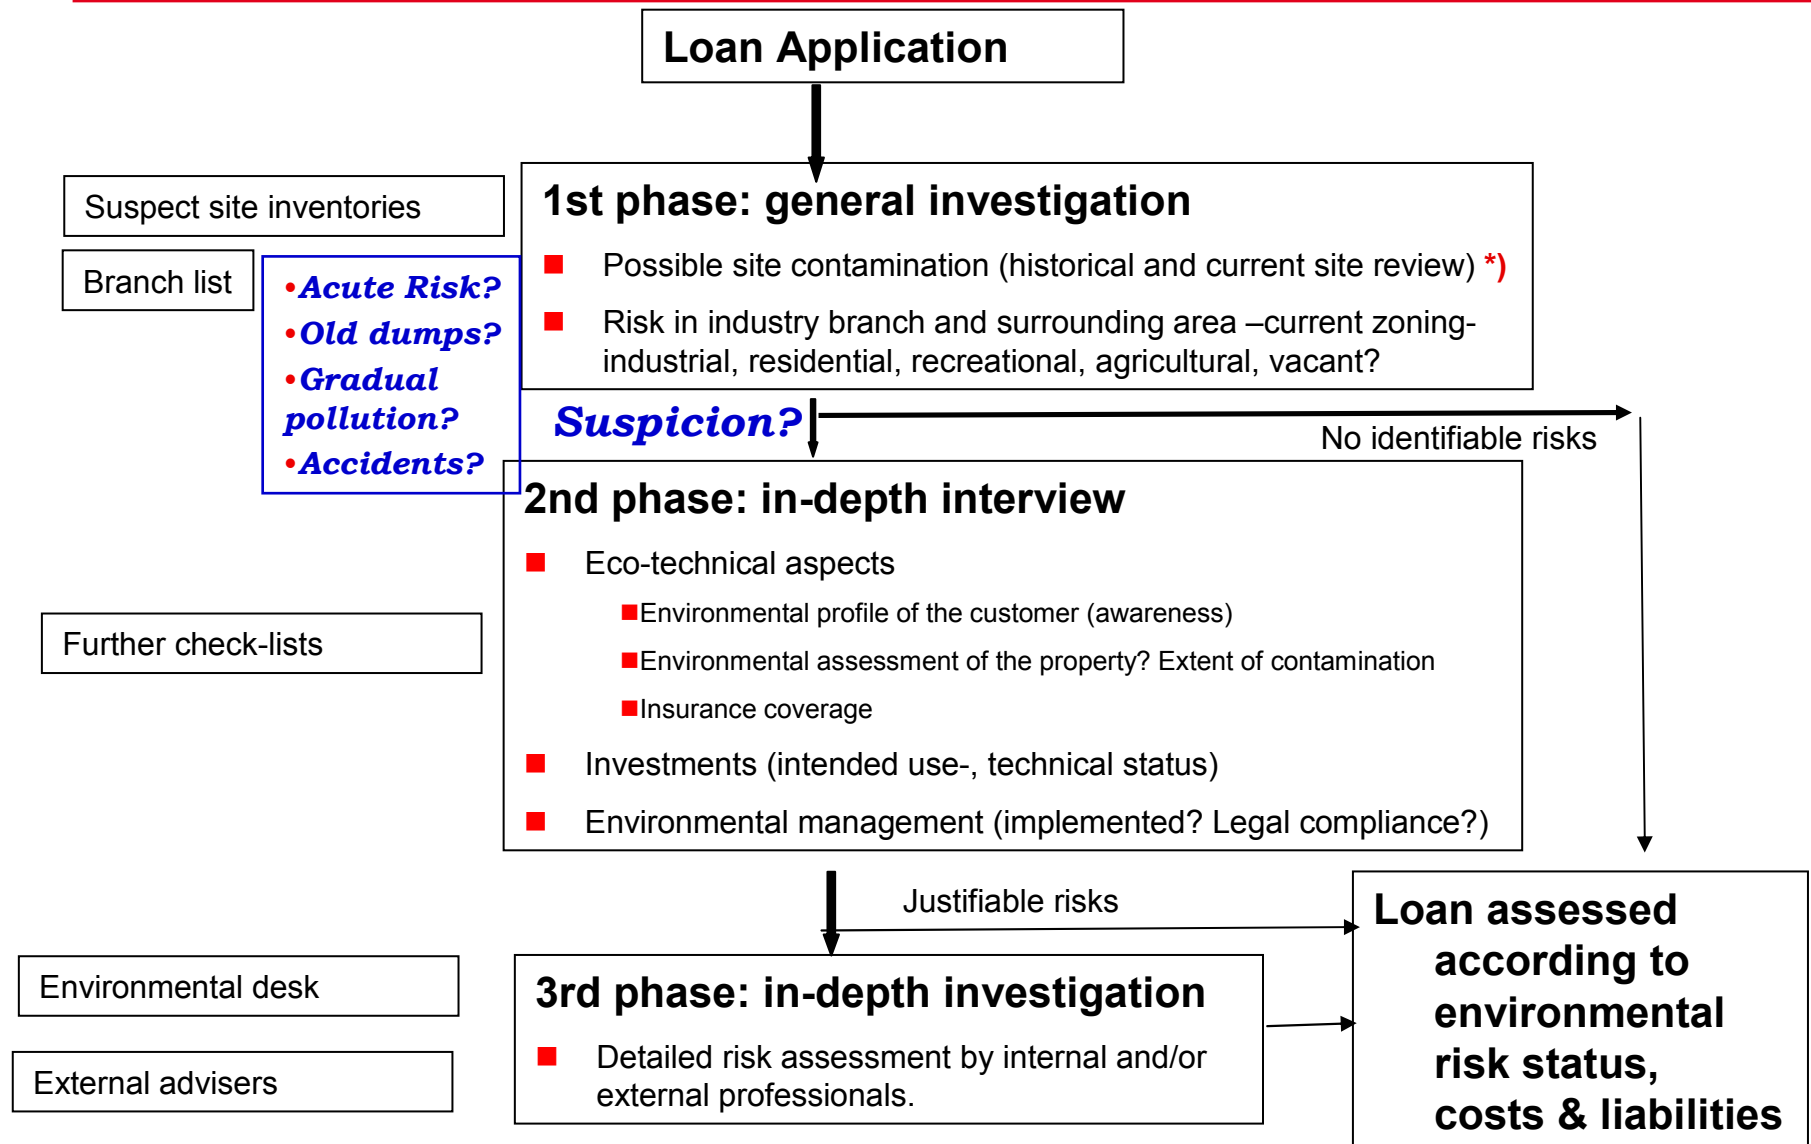 Loan Application
Suspect site inventories
Branch list
•Acute Risk?
•Old dumps?
•Gradual
pollution?
•Accidents?
1st phase: general investigation
Possible site contamination (historical and current site review) *)
Risk in industry branch and surrounding area –current zoning-
industrial, residential, recreational, agricultural, vacant?
Suspicion?
No identifiable risks
2nd phase: in-depth interview
Eco-technical aspects
Environmental profile of the customer (awareness)
Environmental assessment of the property? Extent of contamination
Insurance coverage
Investments (intended use-, technical status)
Environmental management (implemented? Legal compliance?)
Further check-lists
Justifiable risks
Environmental desk
External advisers
3rd phase: in-depth investigation
Detailed risk assessment by internal and/or
external professionals.
Loan assessed
according to
environmental
risk status,
costs & liabilities